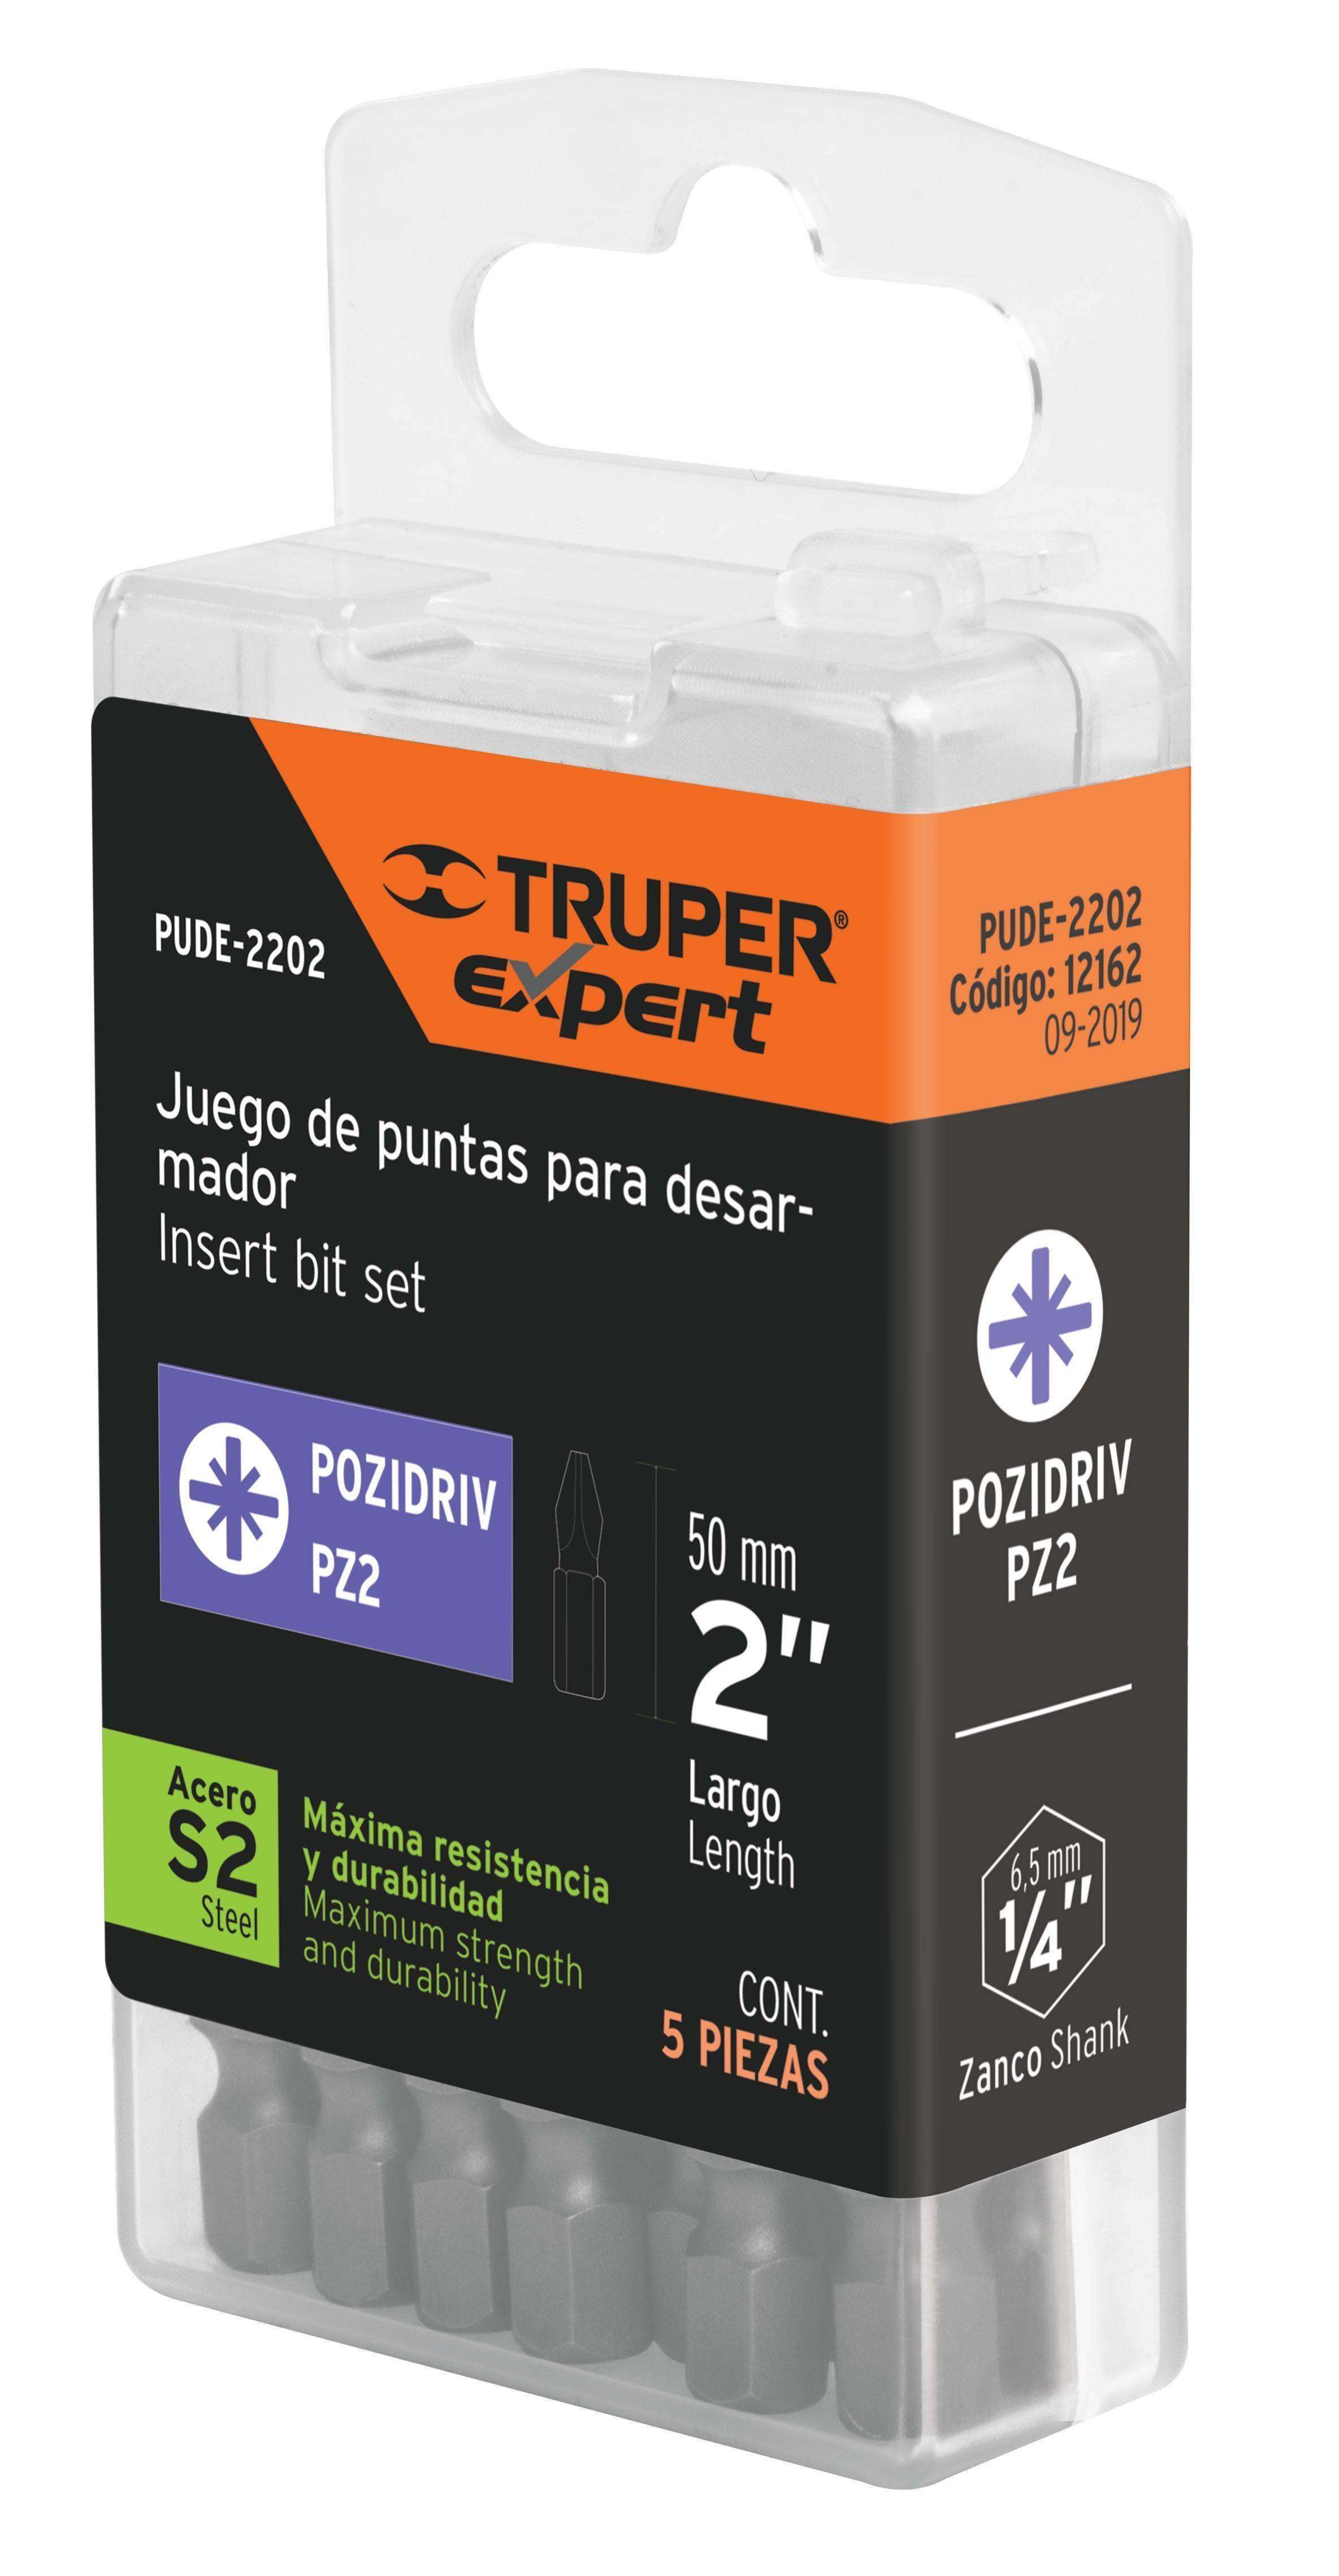 PUDE-2202
TRUPER®
expert
Juego de puntas para desar-
mador
Insert bit set
POZIDRIV
PZ2
50 mm
2"
Largo
Length
Acero
S2
Steel
Máxima resistencia
y durabilidad
Maximum strength
and durability
CONT.
5 PIEZAS
PUDE-2202
Código: 12162
09-2019
POZIDRIV
PZ2
6,5 mm
1/4"
Zanco Shank